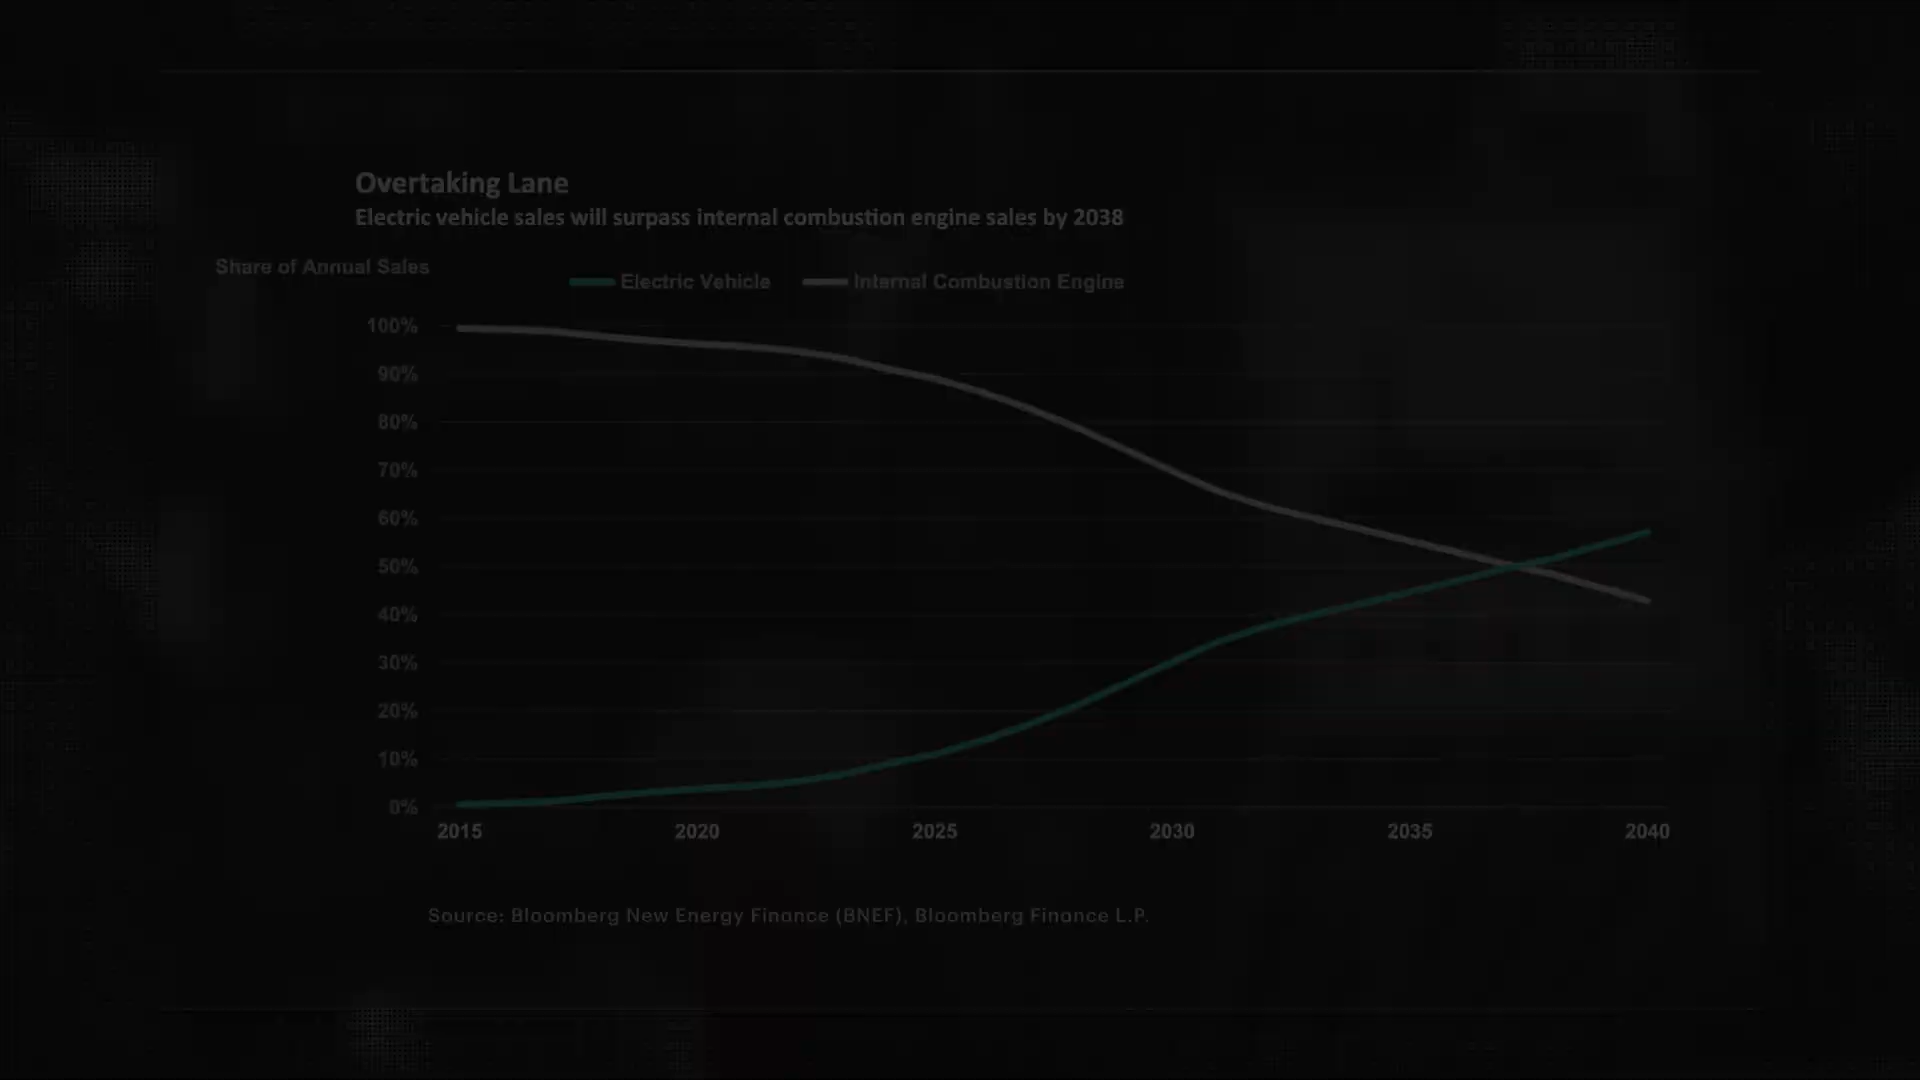 Overtaking Lane
Electric vehicle sales will surpass internal combustion engine sales by 2038
Share of Annual Sales
Electric Vehicle
Internal Combustion Engine
100%
90%
80%
70%
60%
50%
40%
30%
20%
10%
0%
2015 2020 2025 2030 2035 2040
Source: Bloomberg New Energy Finance (BNEF), Bloomberg Finance L.P.